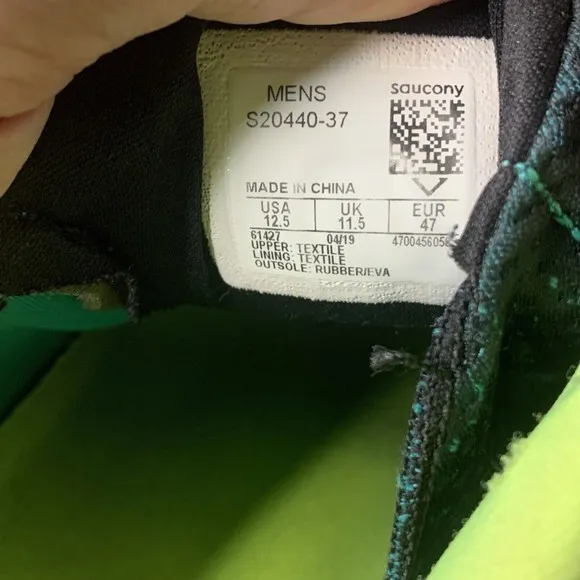 MENS
saucony
S20440-37
MADE IN CHINA
USA UK EUR
12.5 11.5 47
61427 04/19
UPPER: TEXTILE
LINING: TEXTILE
OUTSOLE: RUBBER/EVA